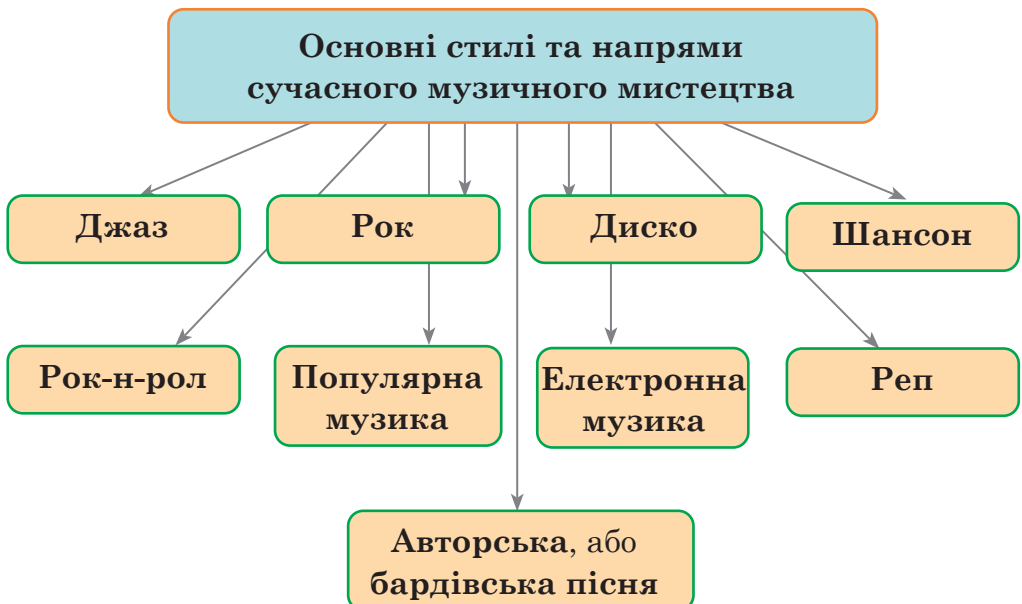 Основні стилі та напрями
сучасного музичного мистецтва
Джаз
Рок
Диско
Шансон
Рок-н-рол
Популярна
музика
Електронна
музика
Реп
Авторська, або
бардівська пісня